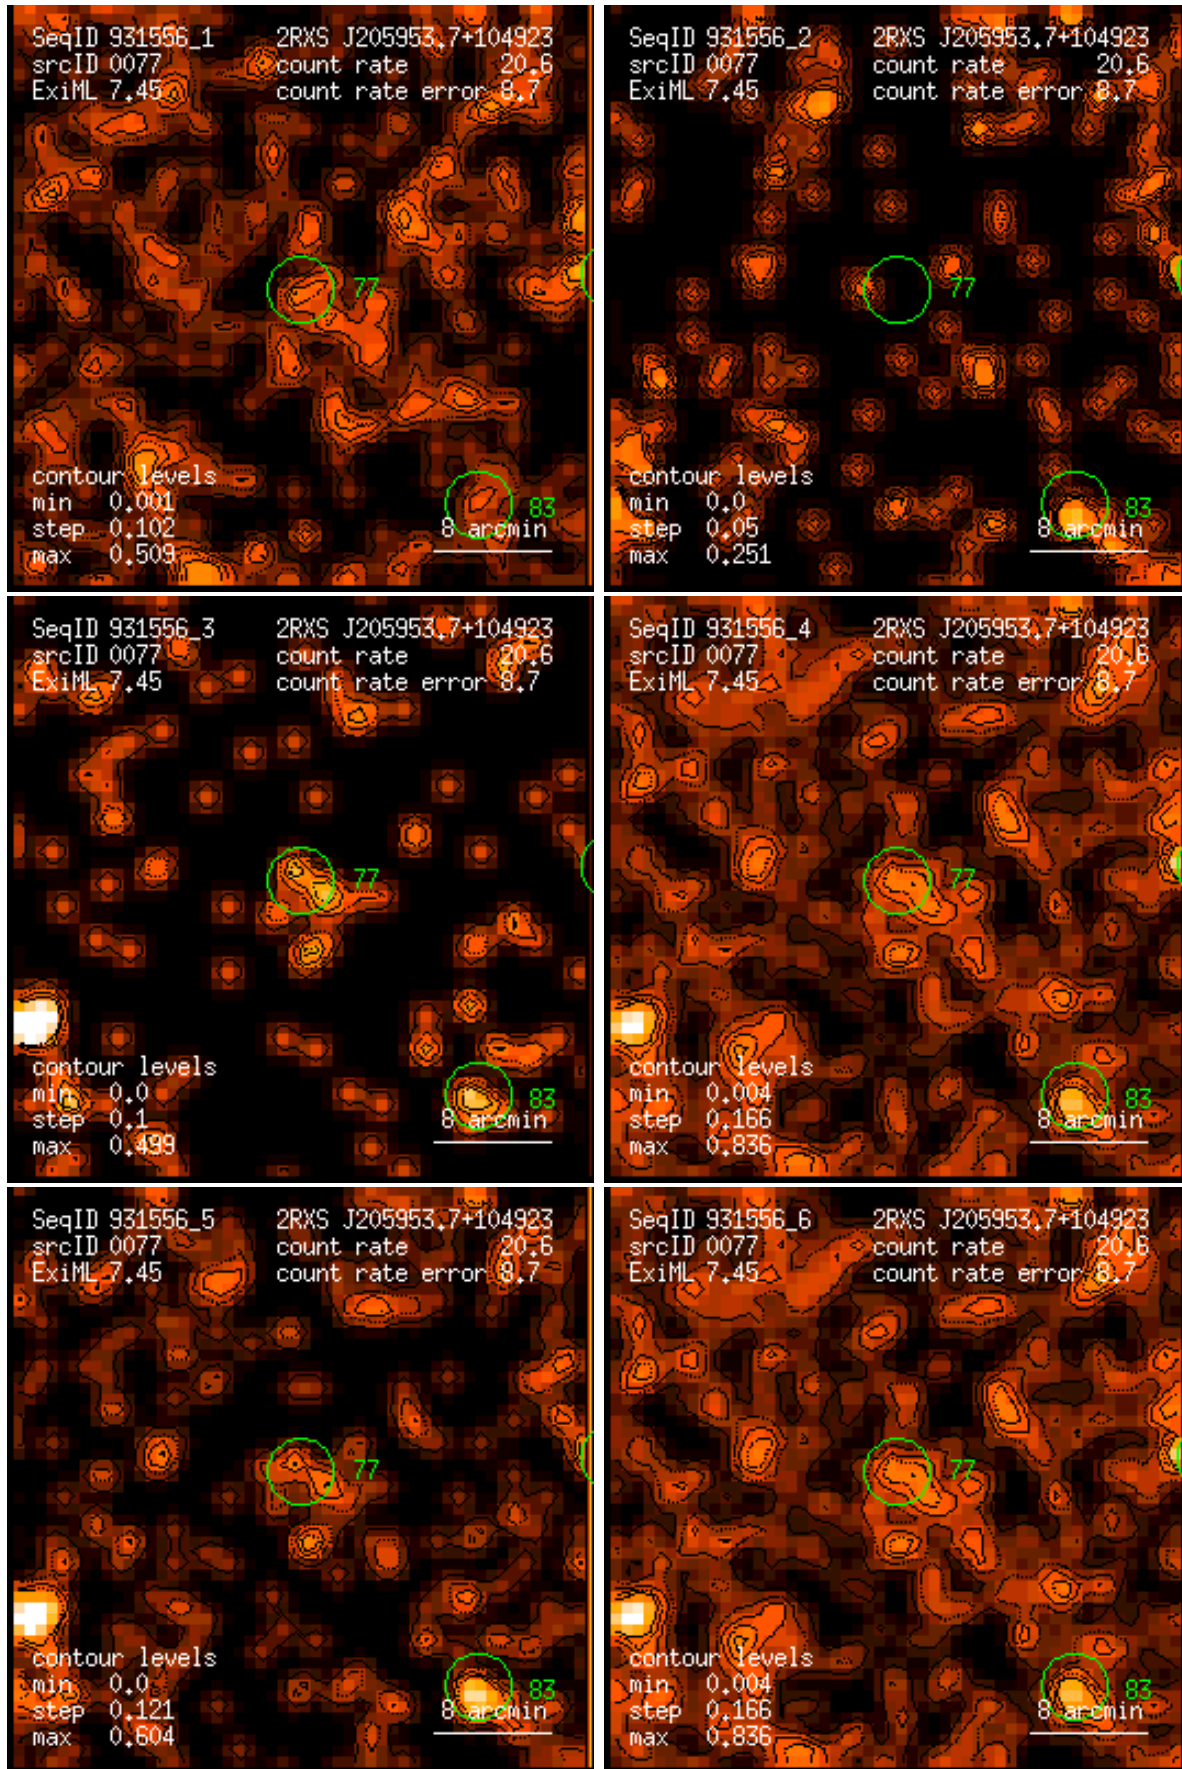 SeqID 931556_1 2RXS J205953.7+104923
srcID 0077 count rate 20.6
ExiML 7.45 count rate error 8.7
77
contour levels
min 0.001
83
step 0.102 8 arcmin
max 0.509
SeqID 931556_2 2RXS J205953.7+104923
srcID 0077 count rate 20.6
ExiML 7.45 count rate error 8.7
77
contour levels
min 0.0
83
step 0.05 8 arcmin
max 0.251
SeqID 931556_3 2RXS J205953.7+104923
srcID 0077 count rate 20.6
ExiML 7.45 count rate error 8.7
77
contour levels
min 0.0
83
step 0.1 8 arcmin
max 0.499
SeqID 931556_4 2RXS J205953.7+104923
srcID 0077 count rate 20.6
ExiML 7.45 count rate error 8.7
77
contour levels
min 0.004
83
step 0.166 8 arcmin
max 0.836
SeqID 931556_5 2RXS J205953.7+104923
srcID 0077 count rate 20.6
ExiML 7.45 count rate error 8.7
77
contour levels
min 0.0
83
step 0.121 8 arcmin
max 0.604
SeqID 931556_6 2RXS J205953.7+104923
srcID 0077 count rate 20.6
ExiML 7.45 count rate error 8.7
77
contour levels
min 0.004
83
step 0.166 8 arcmin
max 0.836